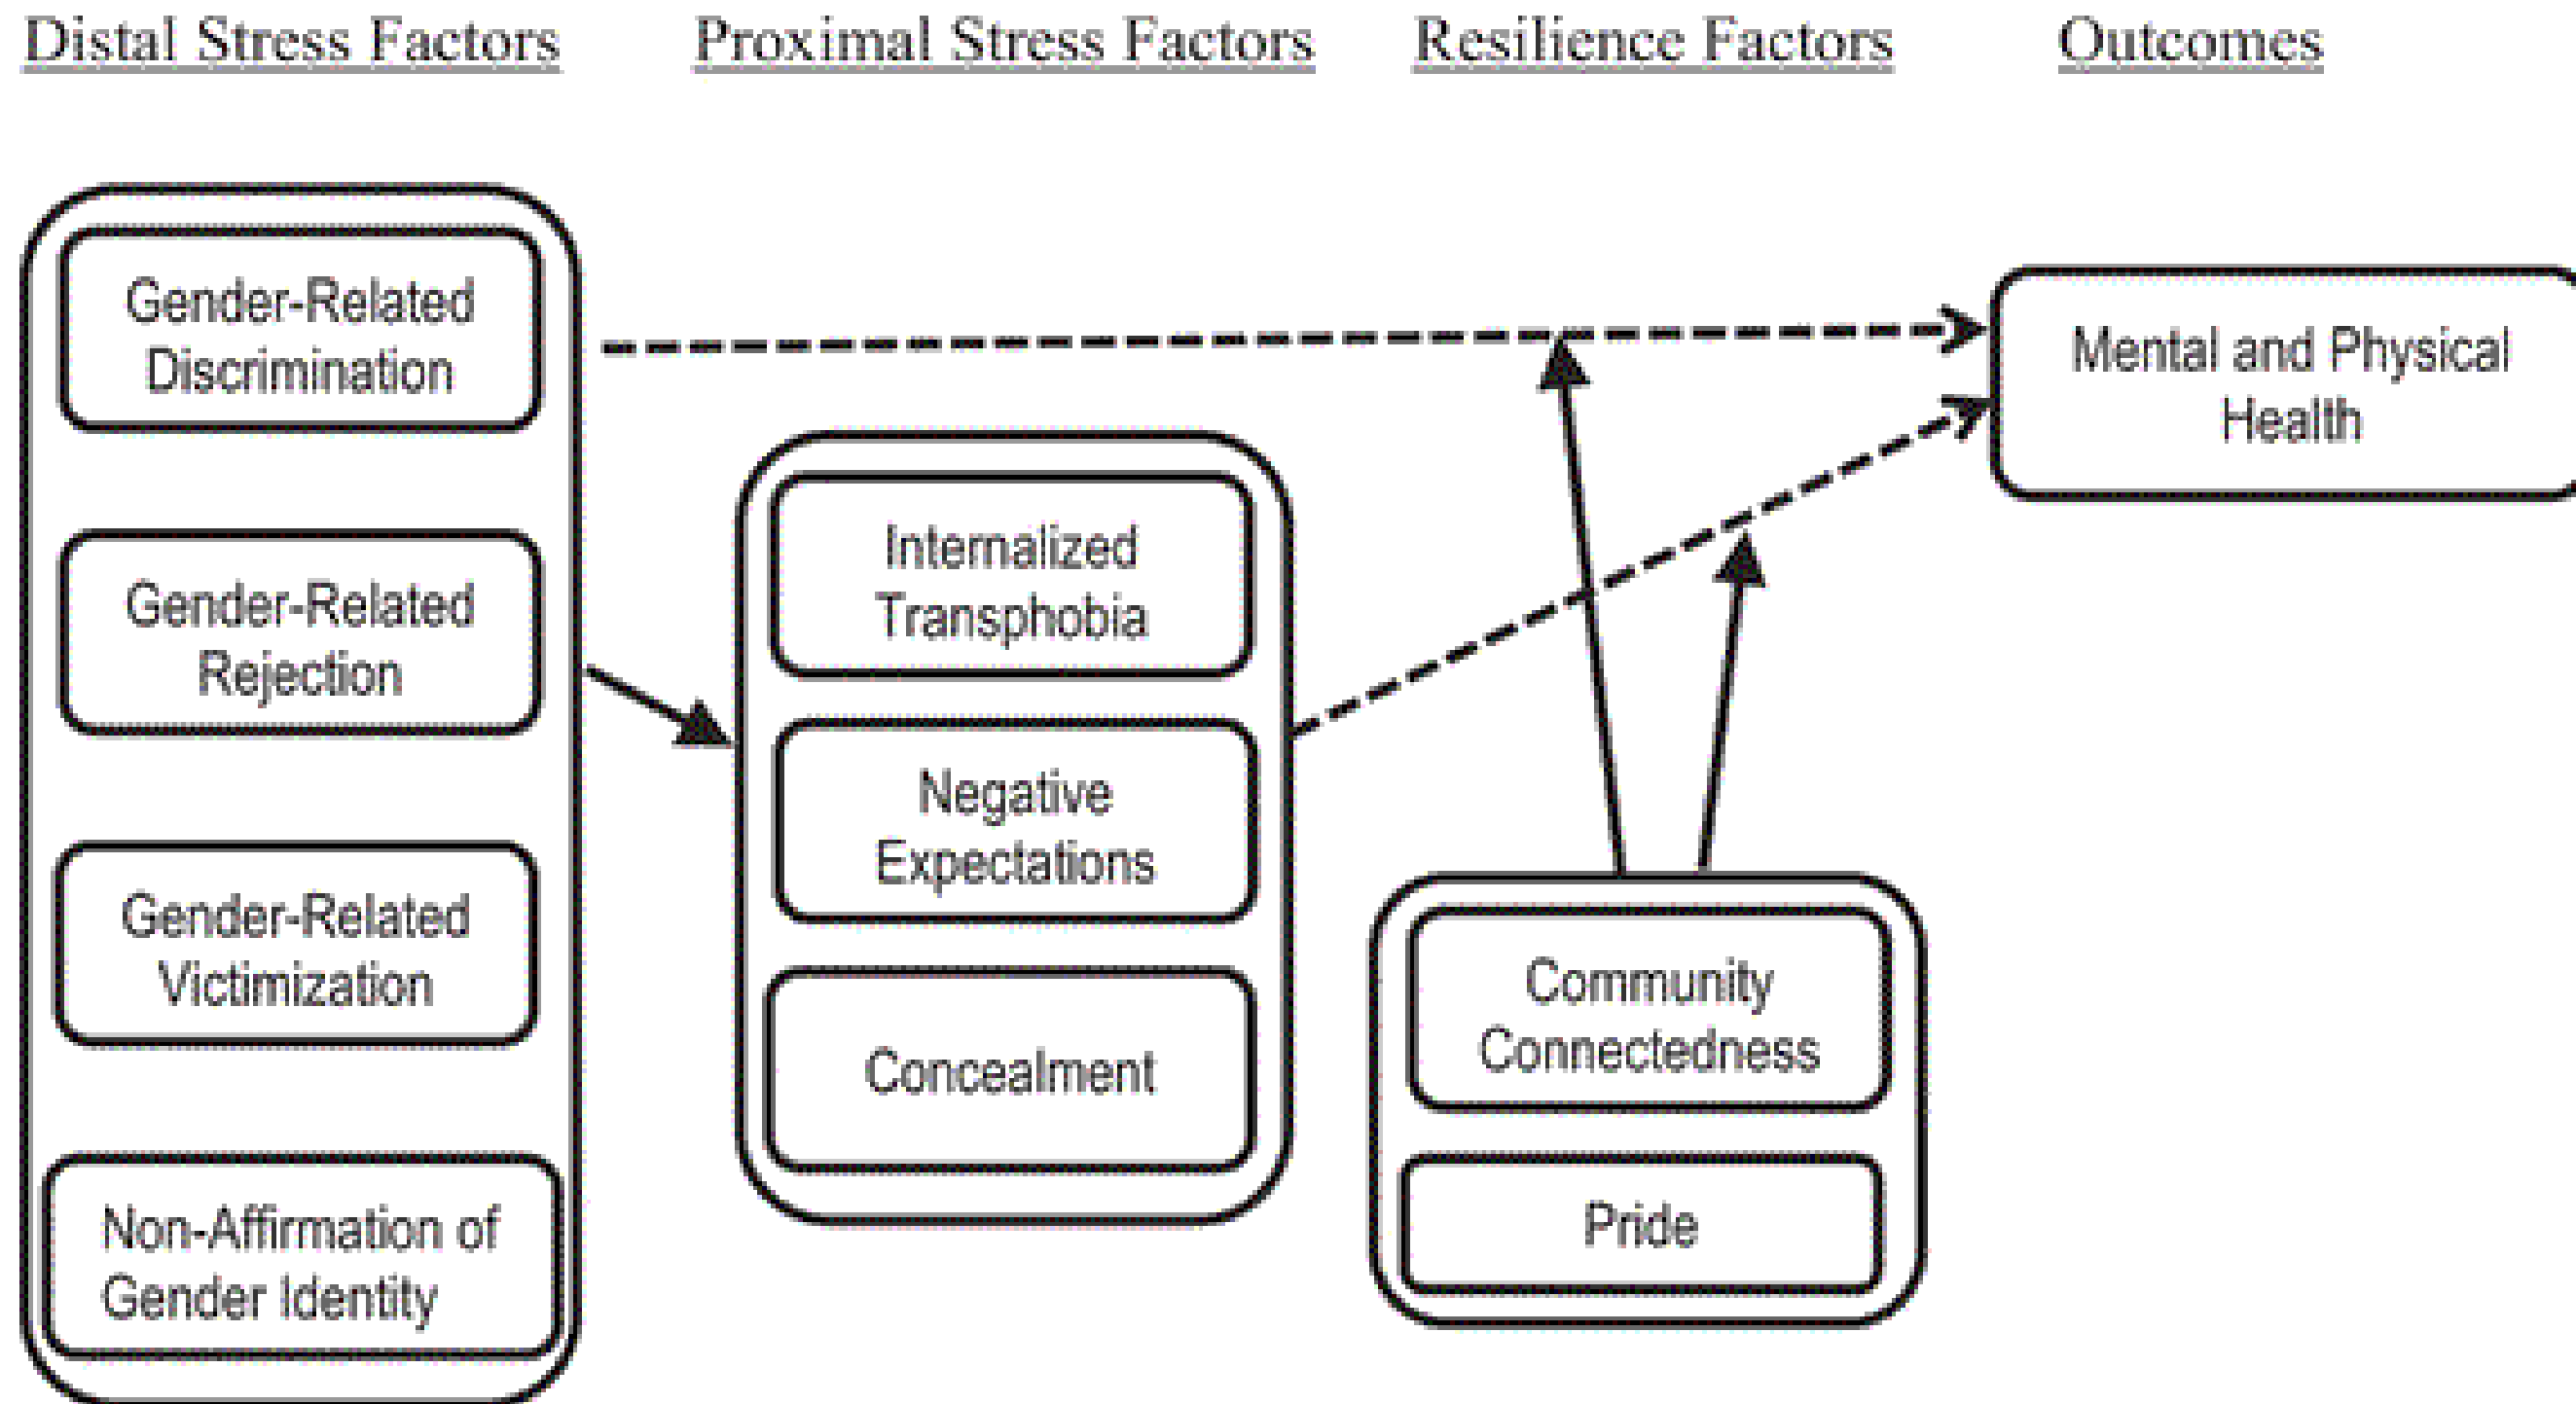 Distal Stress Factors
Proximal Stress Factors
Resilience Factors
Outcomes
Gender-Related
Discrimination
Gender-Related
Rejection
Gender-Related
Victimization
Non-Affirmation of
Gender Identity
Internalized
Transphobia
Negative
Expectations
Concealment
Community
Connectedness
Pride
Mental and Physical
Health